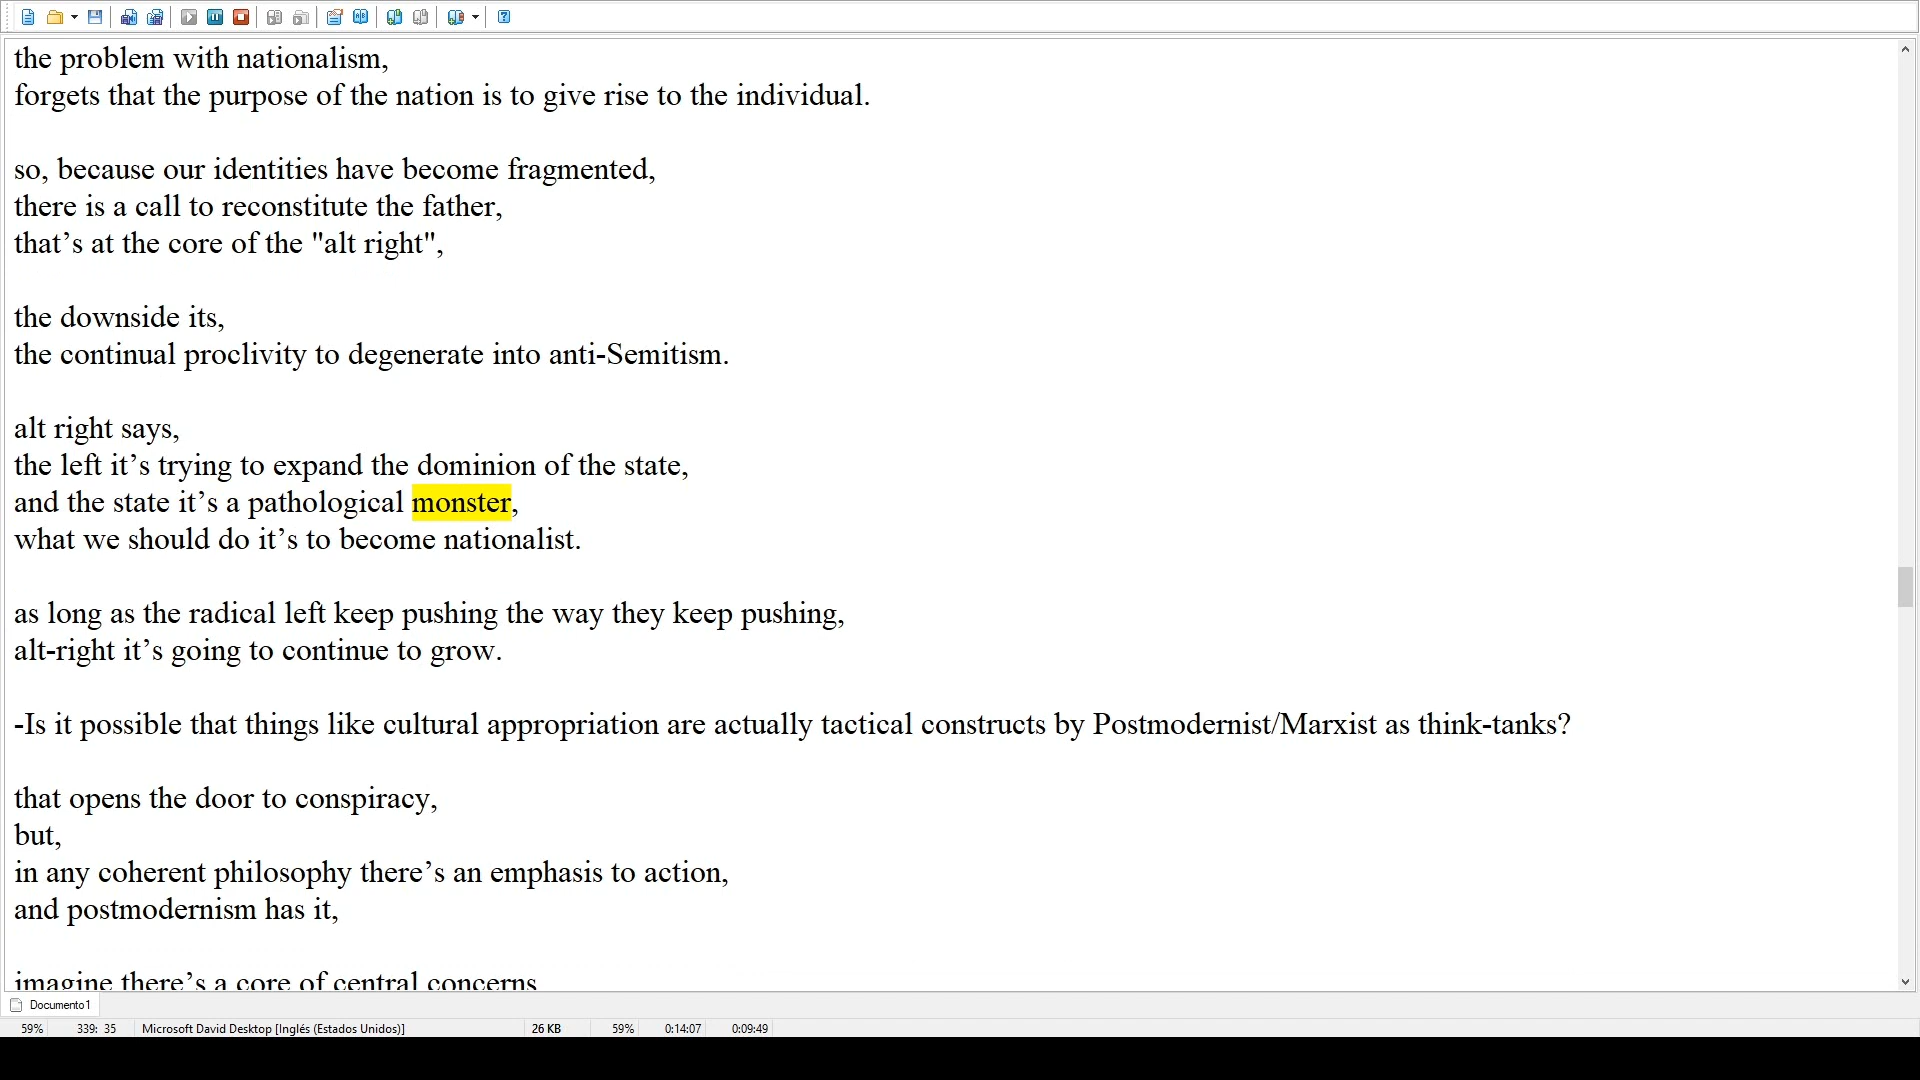 the problem with nationalism,
forgets that the purpose of the nation is to give rise to the individual.
so, because our identities have become fragmented,
there is a call to reconstitute the father,
that’s at the core of the "alt right",
the downside its,
the continual proclivity to degenerate into anti-Semitism.
alt right says,
the left it’s trying to expand the dominion of the state,
and the state it’s a pathological monster,
what we should do it’s to become nationalist.
as long as the radical left keep pushing the way they keep pushing,
alt-right it’s going to continue to grow.
-Is it possible that things like cultural appropriation are actually tactical constructs by Postmodernist/Marxist as think-tanks?
that opens the door to conspiracy,
but,
in any coherent philosophy there’s an emphasis to action,
and postmodernism has it,
imagine there’s a core of central concerns
Documento1
59% 339: 35 Microsoft David Desktop [Inglés (Estados Unidos)] 26 KB 59% 0:14:07 0:09:49